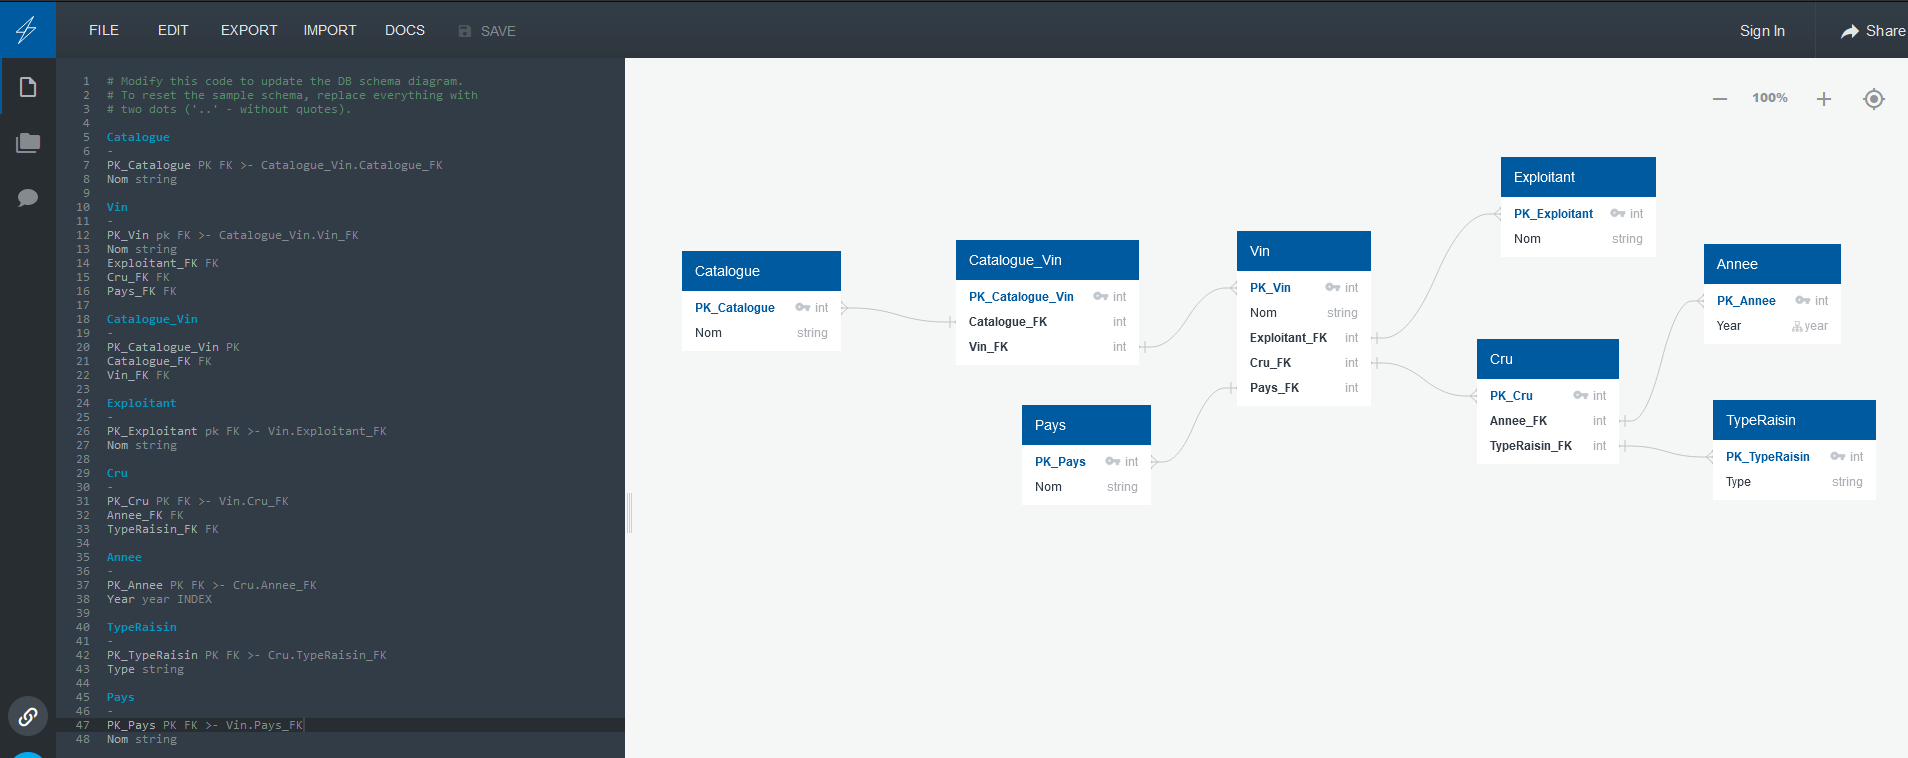 FILE EDIT EXPORT IMPORT DOCS SAVE Sign In Share
1 # Modify this code to update the DB schema diagram.
2 # To reset the sample schema, replace everything with
3 # two dots ('..' - without quotes).
4
5 Catalogue
6 -
7 PK_Catalogue PK FK >- Catalogue_Vin.Catalogue_FK
8 Nom string
9
10 Vin
11 -
12 PK_Vin pk FK >- Catalogue_Vin.Vin_FK
13 Nom string
14 Exploitant_FK FK
15 Cru_FK FK
16 Pays_FK FK
17
18 Catalogue_Vin
19 -
20 PK_Catalogue_Vin PK
21 Catalogue_FK FK
22 Vin_FK FK
23
24 Exploitant
25 -
26 PK_Exploitant pk FK >- Vin.Exploitant_FK
27 Nom string
28
29 Cru
30 -
31 PK_Cru PK FK >- Vin.Cru_FK
32 Annee_FK FK
33 TypeRaisin_FK FK
34
35 Annee
36 -
37 PK_Annee PK FK >- Cru.Annee_FK
38 Year year INDEX
39
40 TypeRaisin
41 -
42 PK_TypeRaisin PK FK >- Cru.TypeRaisin_FK
43 Type string
44
45 Pays
46 -
47 PK_Pays PK FK >- Vin.Pays_FK
48 Nom string
100%
Catalogue
PK_Catalogue int
Nom string
Catalogue_Vin
PK_Catalogue_Vin int
Catalogue_FK int
Vin_FK int
Pays
PK_Pays int
Nom string
Vin
PK_Vin int
Nom string
Exploitant_FK int
Cru_FK int
Pays_FK int
Exploitant
PK_Exploitant int
Nom string
Cru
PK_Cru int
Annee_FK int
TypeRaisin_FK int
Annee
PK_Annee int
Year year
TypeRaisin
PK_TypeRaisin int
Type string